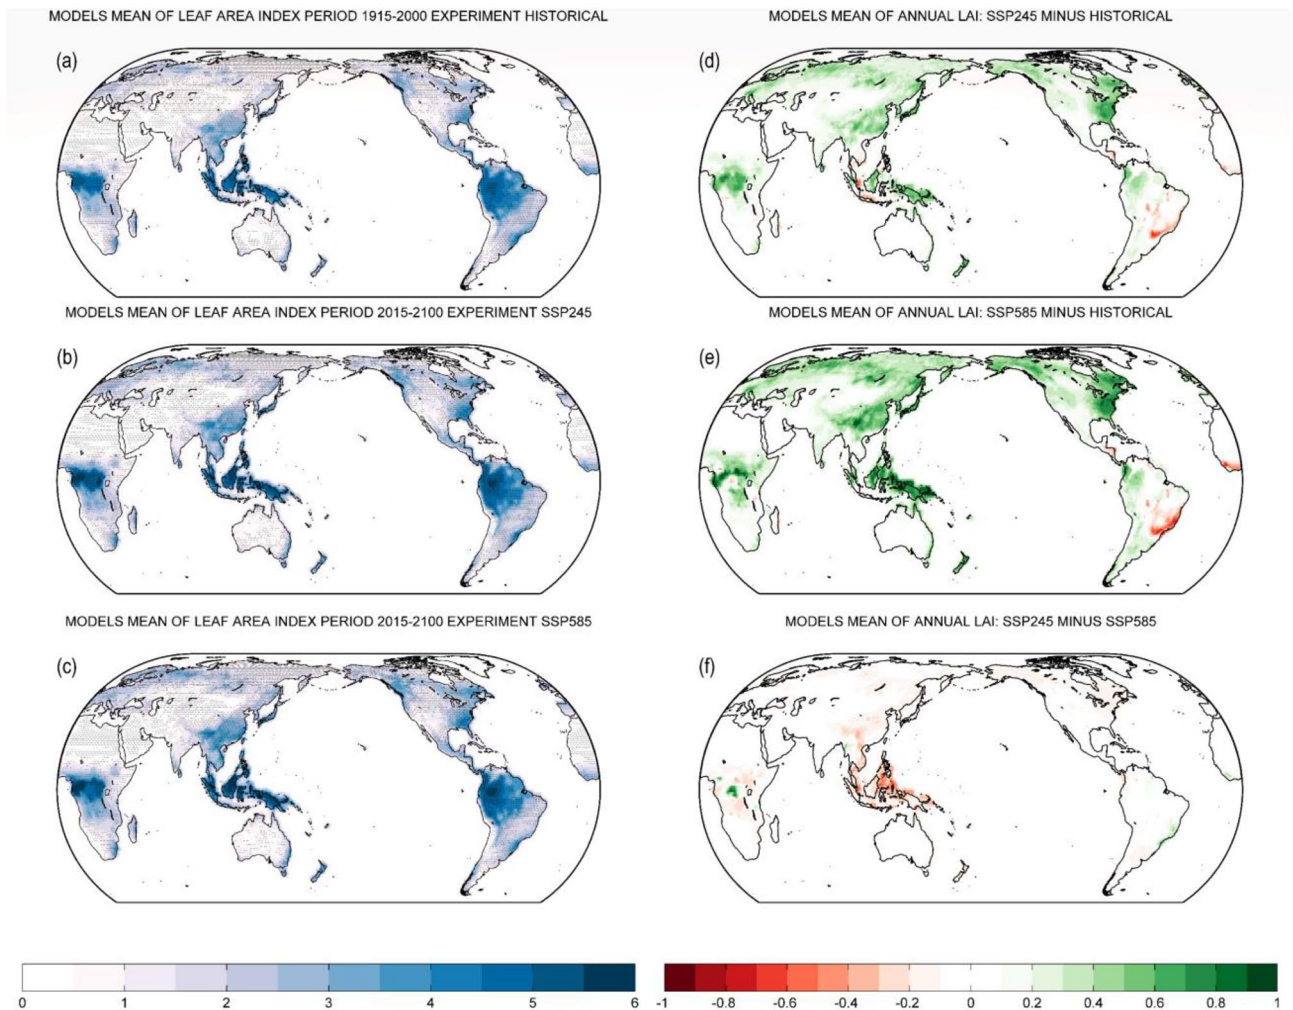 MODELS MEAN OF LEAF AREA INDEX PERIOD 1915-2000 EXPERIMENT HISTORICAL
(a)
MODELS MEAN OF LEAF AREA INDEX PERIOD 2015-2100 EXPERIMENT SSP245
(b)
MODELS MEAN OF LEAF AREA INDEX PERIOD 2015-2100 EXPERIMENT SSP585
(c)
0 1 2 3 4 5 6
MODELS MEAN OF ANNUAL LAI: SSP245 MINUS HISTORICAL
(d)
MODELS MEAN OF ANNUAL LAI: SSP585 MINUS HISTORICAL
(e)
MODELS MEAN OF ANNUAL LAI: SSP245 MINUS SSP585
(f)
-1 -0.8 -0.6 -0.4 -0.2 0 0.2 0.4 0.6 0.8 1